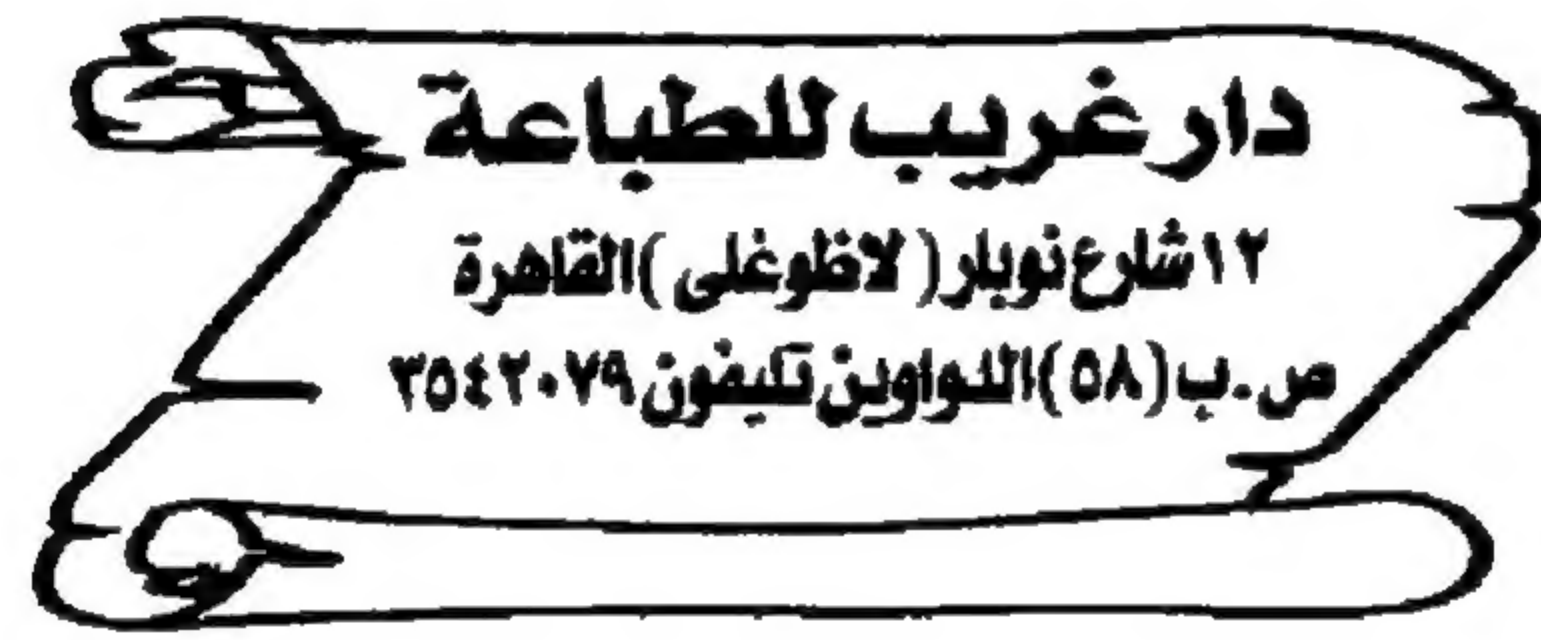 دار غريب للطباعة
١٢ شارع نوبار ( لاظوغلى ) القاهرة
ص . ب ( ٥٨ ) الدواوين تليفون ٣٥٤٢٠٧٩